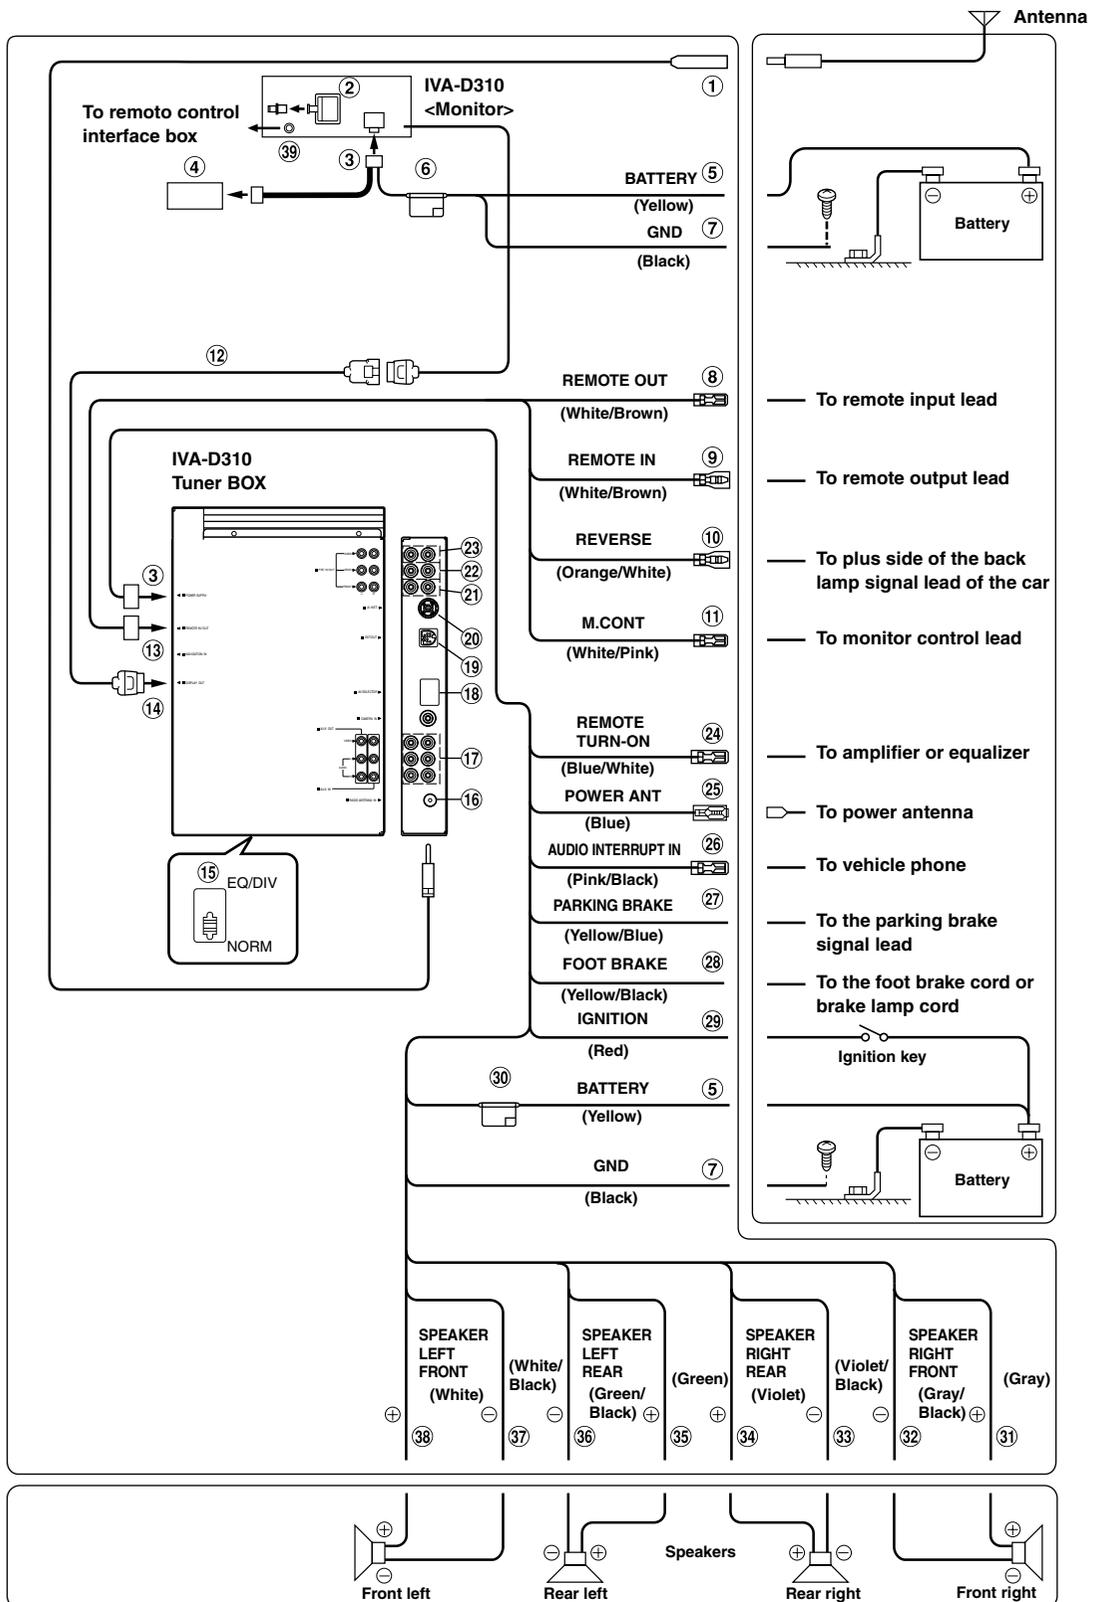 Antenna
IVA-D310
<Monitor>
To remoto control
interface box
1
2
39
3
4
6
BATTERY 5
(Yellow)
GND 7
(Black)
Battery
12
REMOTE OUT 8
(White/Brown)
To remote input lead
IVA-D310
Tuner BOX
REMOTE IN 9
(White/Brown)
To remote output lead
REVERSE 10
(Orange/White)
To plus side of the back
lamp signal lead of the car
M.CONT 11
(White/Pink)
To monitor control lead
3
13
14
23
22
21
20
19
18
17
16
REMOTE
TURN-ON 24
(Blue/White)
To amplifier or equalizer
POWER ANT 25
(Blue)
To power antenna
AUDIO INTERRUPT IN 26
(Pink/Black)
To vehicle phone
15
EQ/DIV
NORM
PARKING BRAKE 27
(Yellow/Blue)
To the parking brake
signal lead
FOOT BRAKE 28
(Yellow/Black)
To the foot brake cord or
brake lamp cord
IGNITION 29
(Red)
Ignition key
30
BATTERY 5
(Yellow)
GND 7
(Black)
Battery
SPEAKER
LEFT
FRONT
(White)
(White/
Black)
SPEAKER
LEFT
REAR
(Green/
Black)
(Green)
SPEAKER
RIGHT
REAR
(Violet)
(Violet/
Black)
SPEAKER
RIGHT
FRONT
(Gray/
Black)
(Gray)
38
37
36
35
34
33
32
31
Speakers
Front left
Rear left
Rear right
Front right